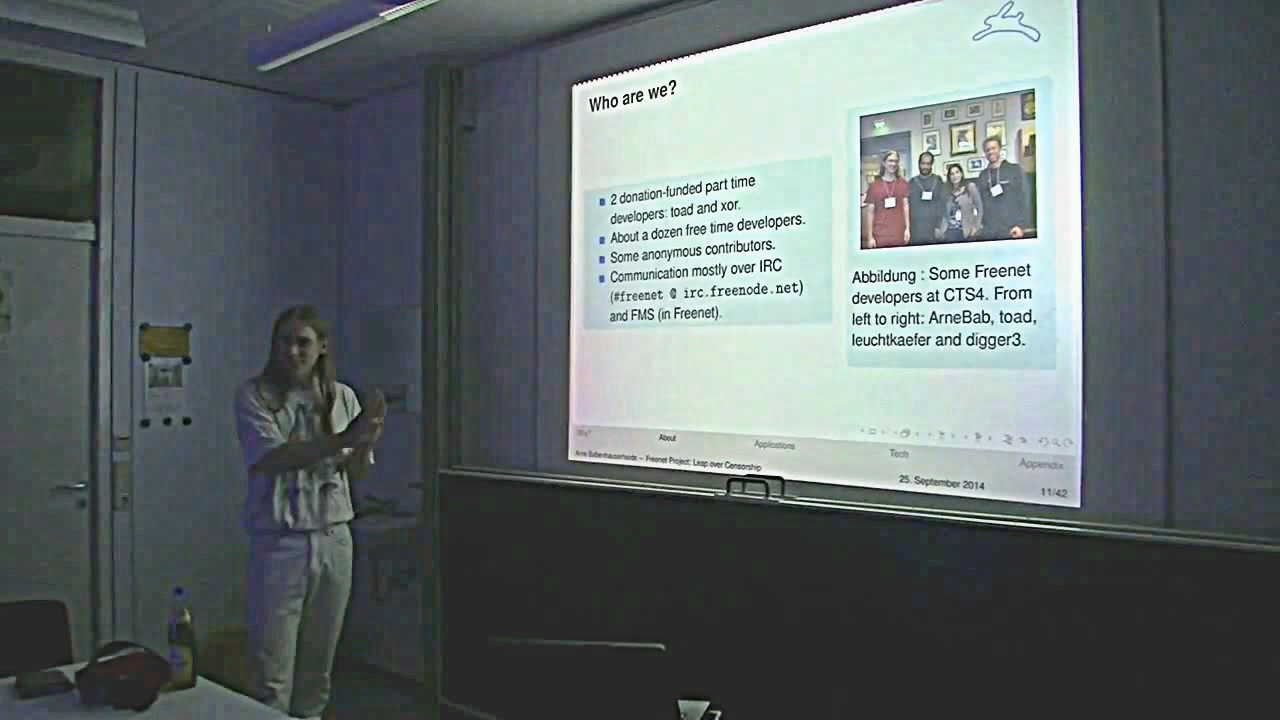 Who are we?
2 donation-funded part time
developers: toad and xor.
About a dozen free time developers.
Some anonymous contributors.
Communication mostly over IRC
(#freenet @ irc.freenode.net)
and FMS (in Freenet).
Abbildung : Some Freenet
developers at CTS4. From
left to right: ArneBab, toad,
leuchtkaefer and digger3.
Why?
About
Applications
Tech
Appendix
Arne Babenhauserheide — Freenet Project: Leap over Censorship
25. September 2014
11/42